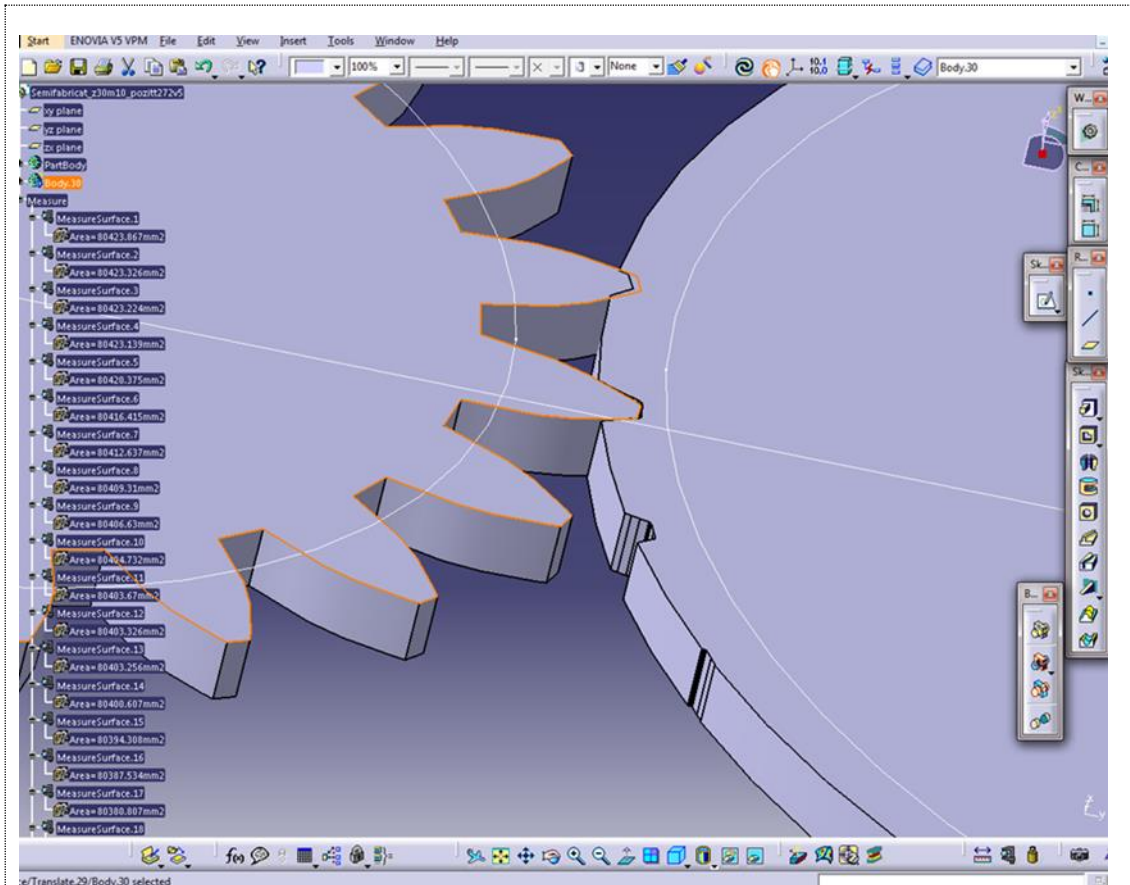 Start ENOVIA V5 VPM File Edit View Insert Tools Window Help
100% None Body.30
Semifabricat_z30m10_pozitt272v5
xy plane
yz plane
zx plane
PartBody
Body.30
Measure
MeasureSurface.1
Area=80423.867mm2
MeasureSurface.2
Area=80423.326mm2
MeasureSurface.3
Area=80423.224mm2
MeasureSurface.4
Area=80423.139mm2
MeasureSurface.5
Area=80420.375mm2
MeasureSurface.6
Area=80416.415mm2
MeasureSurface.7
Area=80412.637mm2
MeasureSurface.8
Area=80409.31mm2
MeasureSurface.9
Area=80406.63mm2
MeasureSurface.10
Area=80404.732mm2
MeasureSurface.11
Area=80403.67mm2
MeasureSurface.12
Area=80403.326mm2
MeasureSurface.13
Area=80403.256mm2
MeasureSurface.14
Area=80400.607mm2
MeasureSurface.15
Area=80394.308mm2
MeasureSurface.16
Area=80387.534mm2
MeasureSurface.17
Area=80380.807mm2
MeasureSurface.18
W...
C...
R...
Sk...
Sk...
B...
z
y
f(x)
ce/Translate.29/Body.30 selected